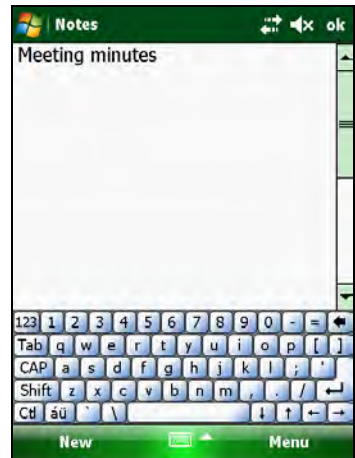 Notes ok
Meeting minutes
123 1 2 3 4 5 6 7 8 9 0 - = ←
Tab q w e r t y u i o p [ ]
CAP a s d f g h j k l ; '
Shift z x c v b n m , . / ↵
Ctl áü ` \ ↓ ↑ ← →
New Menu